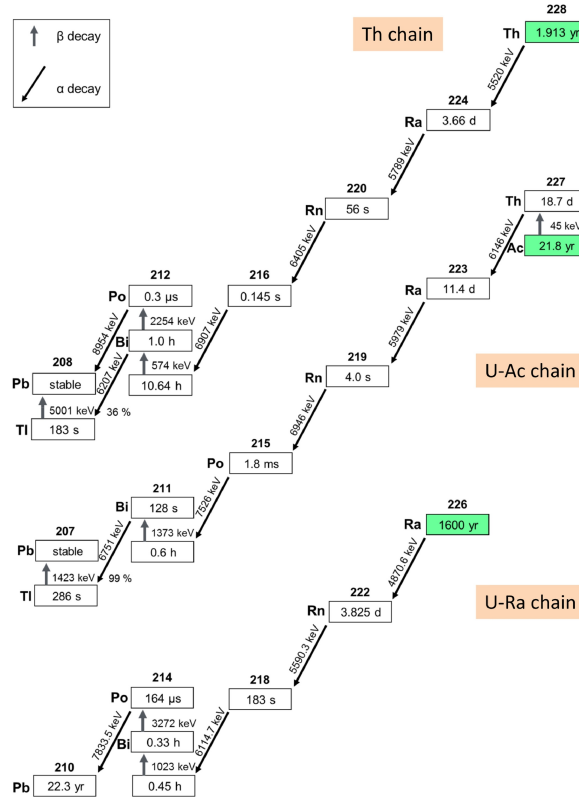 β decay
α decay
Th chain
228
Th
1.913 yr
5520 keV
224
Ra
3.66 d
5789 keV
220
Rn
56 s
6405 keV
216
0.145 s
6907 keV
212
Po
0.3 µs
2254 keV
Bi
1.0 h
574 keV
10.64 h
8954 keV
6207 keV
36 %
208
Pb
stable
5001 keV
Tl
183 s
U-Ac chain
227
Th
18.7 d
45 keV
Ac
21.8 yr
6146 keV
223
Ra
11.4 d
5979 keV
219
Rn
4.0 s
6946 keV
215
Po
1.8 ms
7526 keV
211
Bi
128 s
1373 keV
0.6 h
6751 keV
99 %
207
Pb
stable
1423 keV
Tl
286 s
U-Ra chain
226
Ra
1600 yr
4870.6 keV
222
Rn
3.825 d
5590.3 keV
218
183 s
6114.7 keV
214
Po
164 µs
3272 keV
Bi
0.33 h
1023 keV
0.45 h
7833.5 keV
210
Pb
22.3 yr